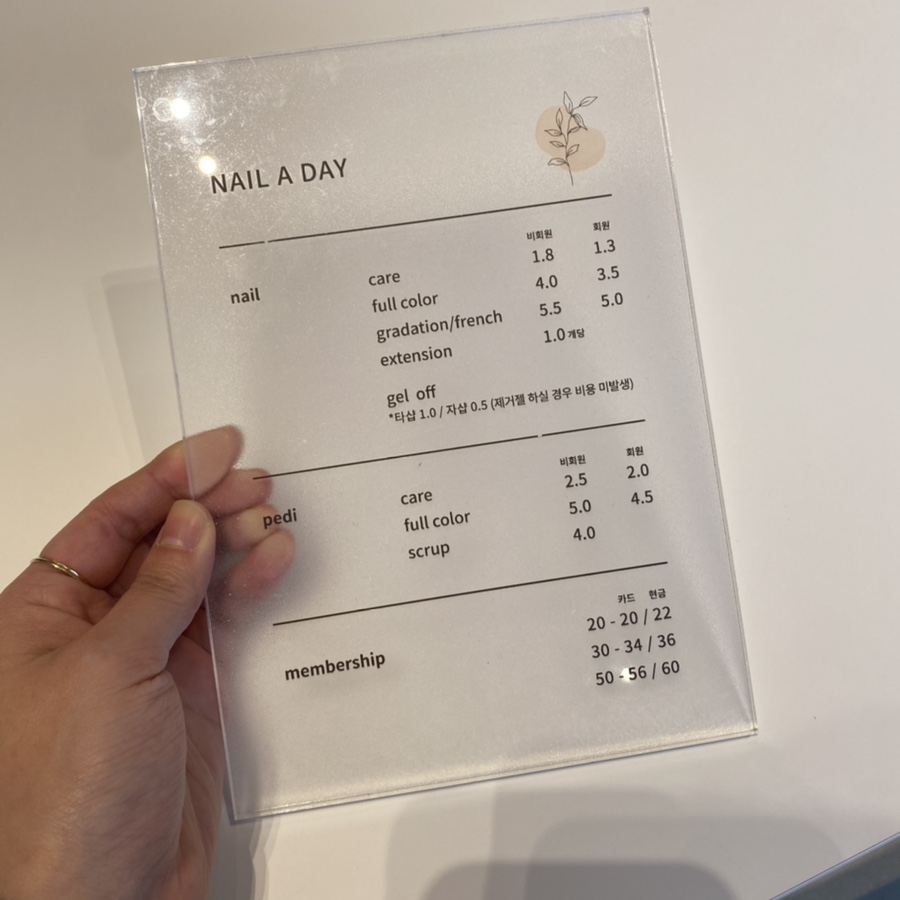 NAIL A DAY
비회원 회원
nail care 1.8 1.3
full color 4.0 3.5
gradation/french 5.5 5.0
extension 1.0 개당
gel off
*타샵 1.0 / 자샵 0.5 (제거젤 하실 경우 비용 미발생)
비회원 회원
pedi care 2.5 2.0
full color 5.0 4.5
scrup 4.0
카드 현금
membership 20 - 20 / 22
30 - 34 / 36
50 - 56 / 60